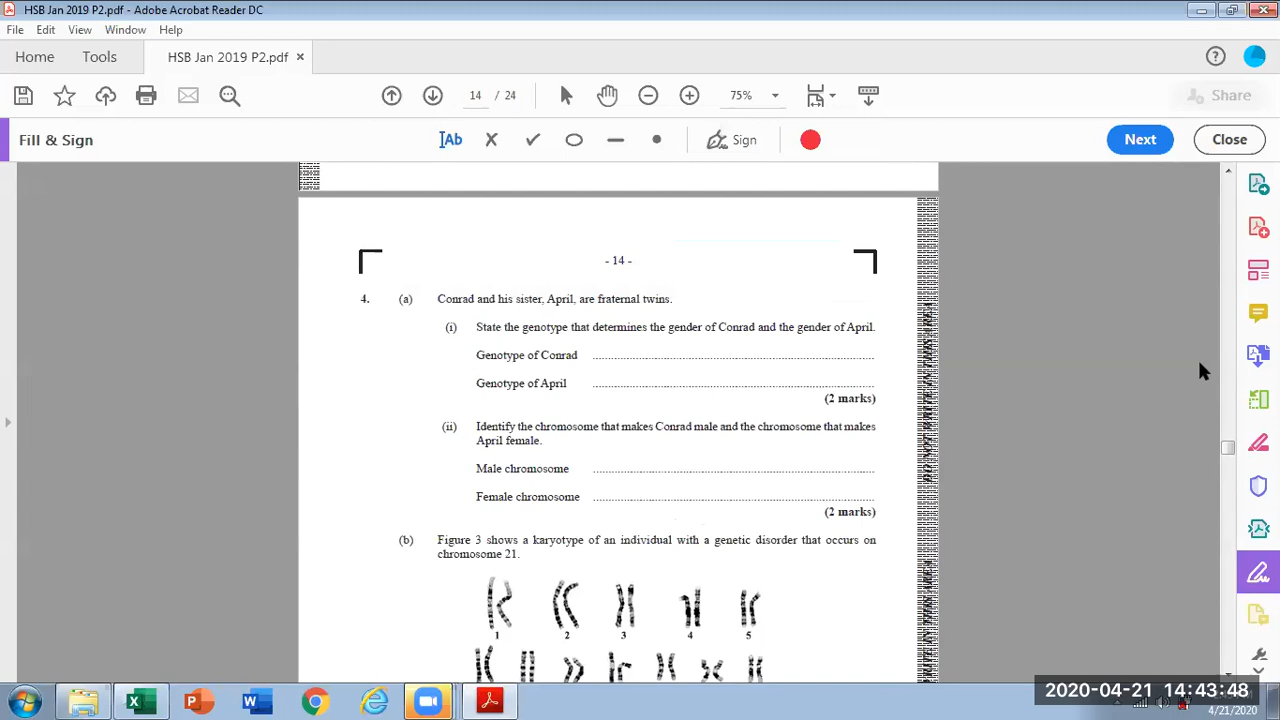 HSB Jan 2019 P2.pdf - Adobe Acrobat Reader DC
File Edit View Window Help
Home Tools HSB Jan 2019 P2.pdf ×
14 / 24 75% Share
Fill & Sign Ab Sign Next Close
- 14 -
4. (a) Conrad and his sister, April, are fraternal twins.
(i) State the genotype that determines the gender of Conrad and the gender of April.
Genotype of Conrad
Genotype of April
(2 marks)
(ii) Identify the chromosome that makes Conrad male and the chromosome that makes
April female.
Male chromosome
Female chromosome
(2 marks)
(b) Figure 3 shows a karyotype of an individual with a genetic disorder that occurs on
chromosome 21.
1 2 3 4 5
2020-04-21 14:43:48
4/21/2020